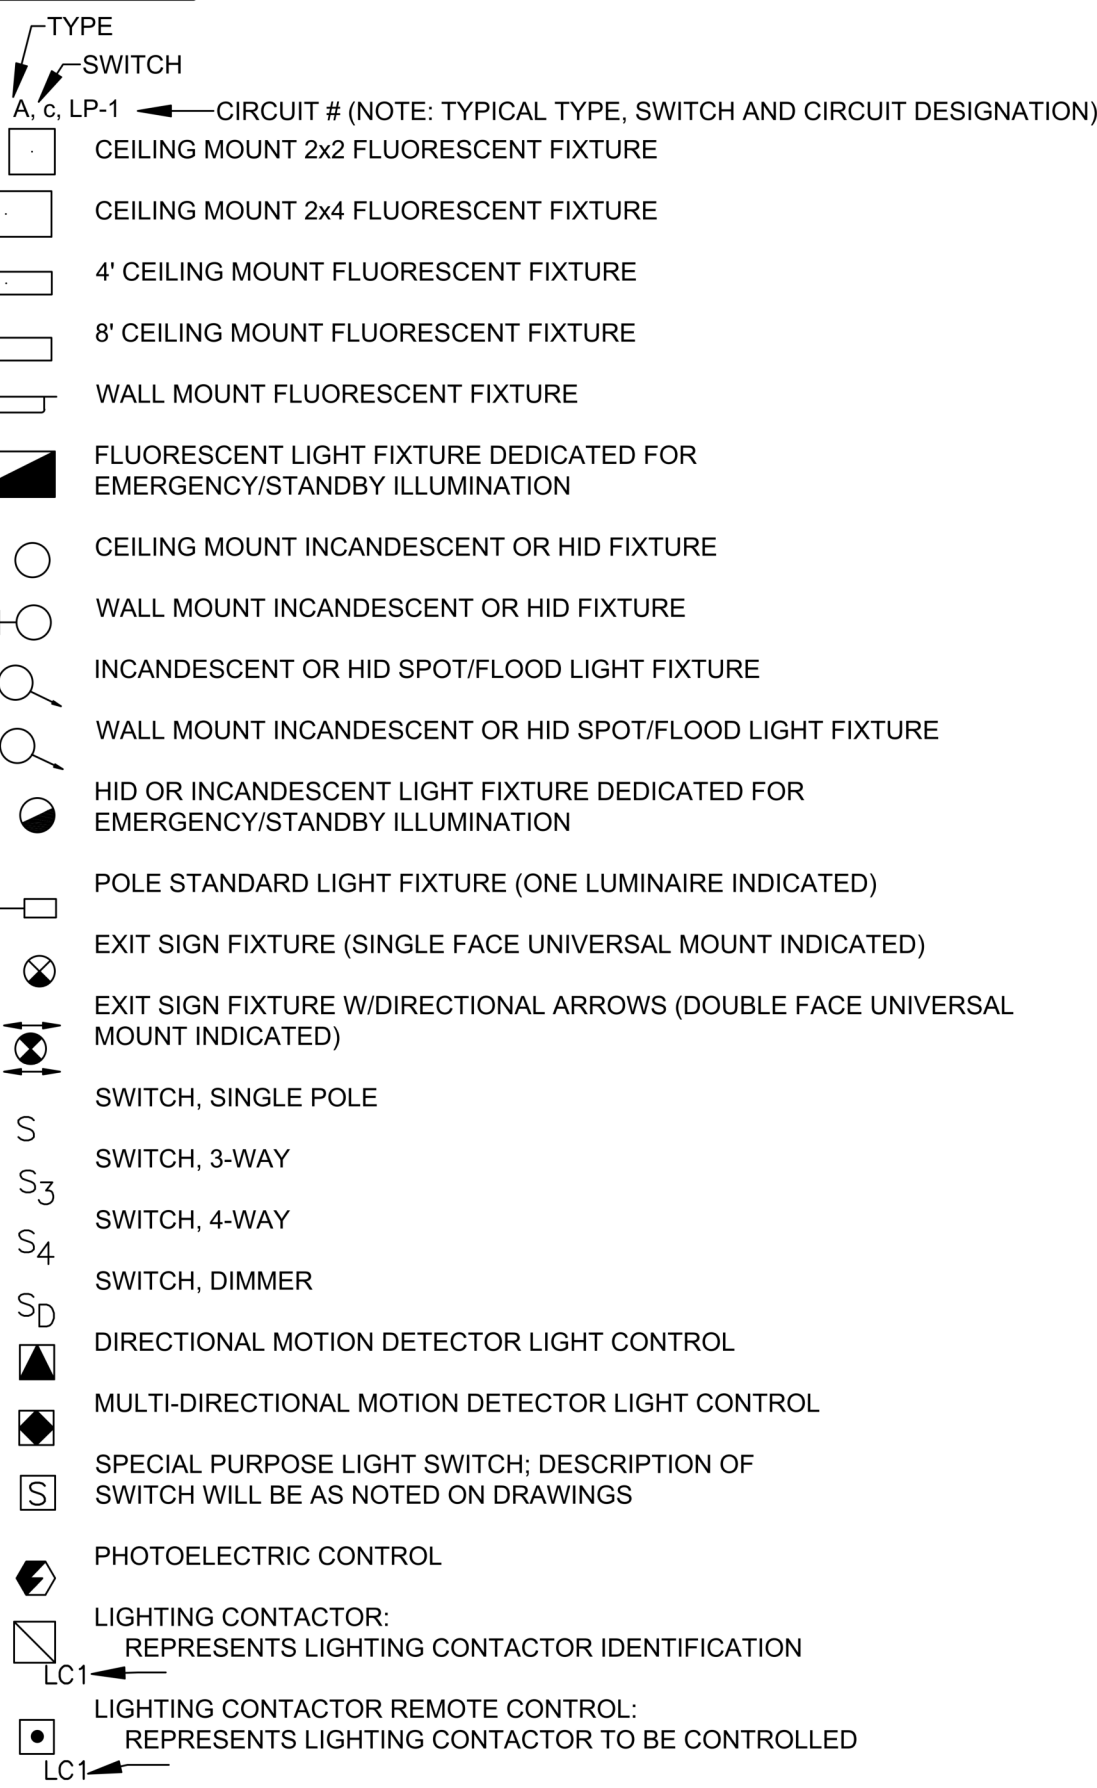 TYPE
SWITCH
A, c, LP-1 CIRCUIT # (NOTE: TYPICAL TYPE, SWITCH AND CIRCUIT DESIGNATION)
CEILING MOUNT 2x2 FLUORESCENT FIXTURE
CEILING MOUNT 2x4 FLUORESCENT FIXTURE
4' CEILING MOUNT FLUORESCENT FIXTURE
8' CEILING MOUNT FLUORESCENT FIXTURE
WALL MOUNT FLUORESCENT FIXTURE
FLUORESCENT LIGHT FIXTURE DEDICATED FOR
EMERGENCY/STANDBY ILLUMINATION
CEILING MOUNT INCANDESCENT OR HID FIXTURE
WALL MOUNT INCANDESCENT OR HID FIXTURE
INCANDESCENT OR HID SPOT/FLOOD LIGHT FIXTURE
WALL MOUNT INCANDESCENT OR HID SPOT/FLOOD LIGHT FIXTURE
HID OR INCANDESCENT LIGHT FIXTURE DEDICATED FOR
EMERGENCY/STANDBY ILLUMINATION
POLE STANDARD LIGHT FIXTURE (ONE LUMINAIRE INDICATED)
EXIT SIGN FIXTURE (SINGLE FACE UNIVERSAL MOUNT INDICATED)
EXIT SIGN FIXTURE W/DIRECTIONAL ARROWS (DOUBLE FACE UNIVERSAL
MOUNT INDICATED)
SWITCH, SINGLE POLE
S
SWITCH, 3-WAY
S3
SWITCH, 4-WAY
S4
SWITCH, DIMMER
SD
DIRECTIONAL MOTION DETECTOR LIGHT CONTROL
MULTI-DIRECTIONAL MOTION DETECTOR LIGHT CONTROL
SPECIAL PURPOSE LIGHT SWITCH; DESCRIPTION OF
S SWITCH WILL BE AS NOTED ON DRAWINGS
PHOTOELECTRIC CONTROL
LIGHTING CONTACTOR:
REPRESENTS LIGHTING CONTACTOR IDENTIFICATION
LC1
LIGHTING CONTACTOR REMOTE CONTROL:
REPRESENTS LIGHTING CONTACTOR TO BE CONTROLLED
LC1